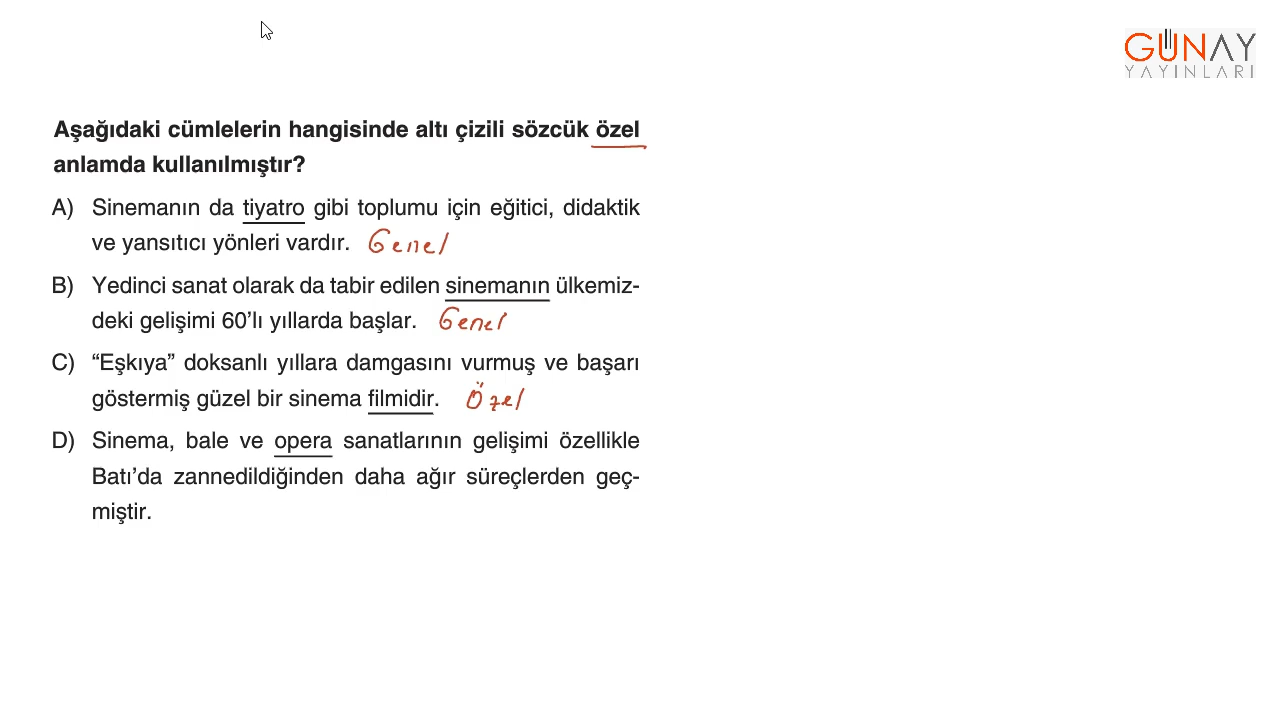 GÜNAY
YAYINLARI
Aşağıdaki cümlelerin hangisinde altı çizili sözcük özel
anlamda kullanılmıştır?
A) Sinemanın da tiyatro gibi toplumu için eğitici, didaktik
ve yansıtıcı yönleri vardır. Genel
B) Yedinci sanat olarak da tabir edilen sinemanın ülkemiz-
deki gelişimi 60'lı yıllarda başlar. Genel
C) “Eşkıya” doksanlı yıllara damgasını vurmuş ve başarı
göstermiş güzel bir sinema filmidir. Özel
D) Sinema, bale ve opera sanatlarının gelişimi özellikle
Batı'da zannedildiğinden daha ağır süreçlerden geç-
miştir.